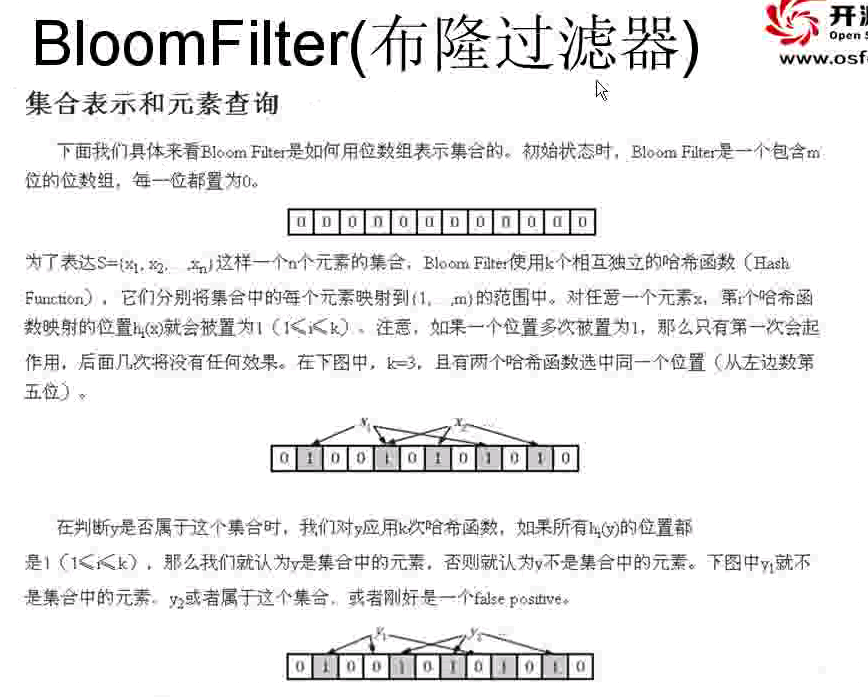 BloomFilter(布隆过滤器)
开源
Open S
www.osf
集合表示和元素查询
下面我们具体来看Bloom Filter是如何用位数组表示集合的。初始状态时，Bloom Filter是一个包含m
位的位数组，每一位都置为0。
0 0 0 0 0 0 0 0 0 0 0 0
为了表达S={x1, x2,…,xn}这样一个n个元素的集合，Bloom Filter使用k个相互独立的哈希函数（Hash
Function），它们分别将集合中的每个元素映射到{1,…,m}的范围中。对任意一个元素x，第i个哈希函
数映射的位置hi(x)就会被置为1（1≤i≤k）。注意，如果一个位置多次被置为1，那么只有第一次会起
作用，后面几次将没有任何效果。在下图中，k=3，且有两个哈希函数选中同一个位置（从左边数第
五位）。
x1 x2 …
0 1 0 0 1 0 1 0 1 0 1 0
在判断y是否属于这个集合时，我们对y应用k次哈希函数，如果所有hi(y)的位置都
是1（1≤i≤k），那么我们就认为y是集合中的元素，否则就认为y不是集合中的元素。下图中y1就不
是集合中的元素。y2或者属于这个集合，或者刚好是一个false positive。
y1 y2 …
0 1 0 0 1 0 1 0 1 0 1 0